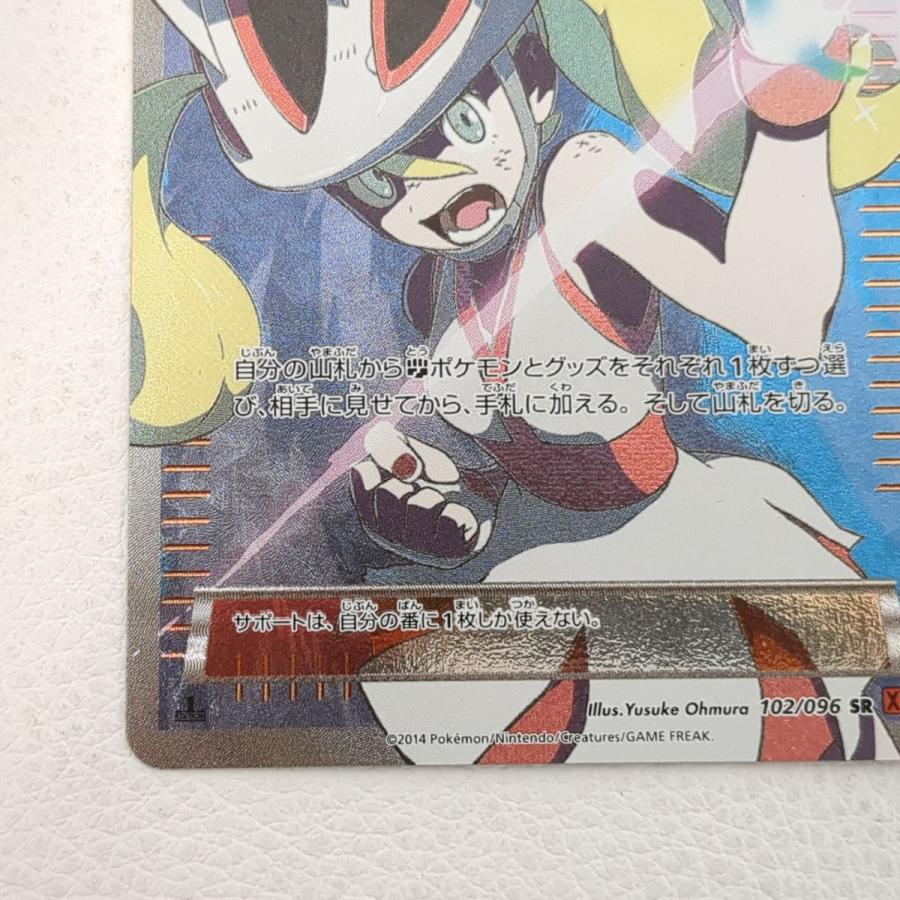 自分の山札からポケモンとグッズをそれぞれ1枚ずつ選
び、相手に見せてから、手札に加える。そして山札を切る。
サポートは、自分の番に1枚しか使えない。
1
EDITION
Illus.Yusuke Ohmura 102/096 SR X
©2014 Pokémon/Nintendo/Creatures/GAME FREAK.